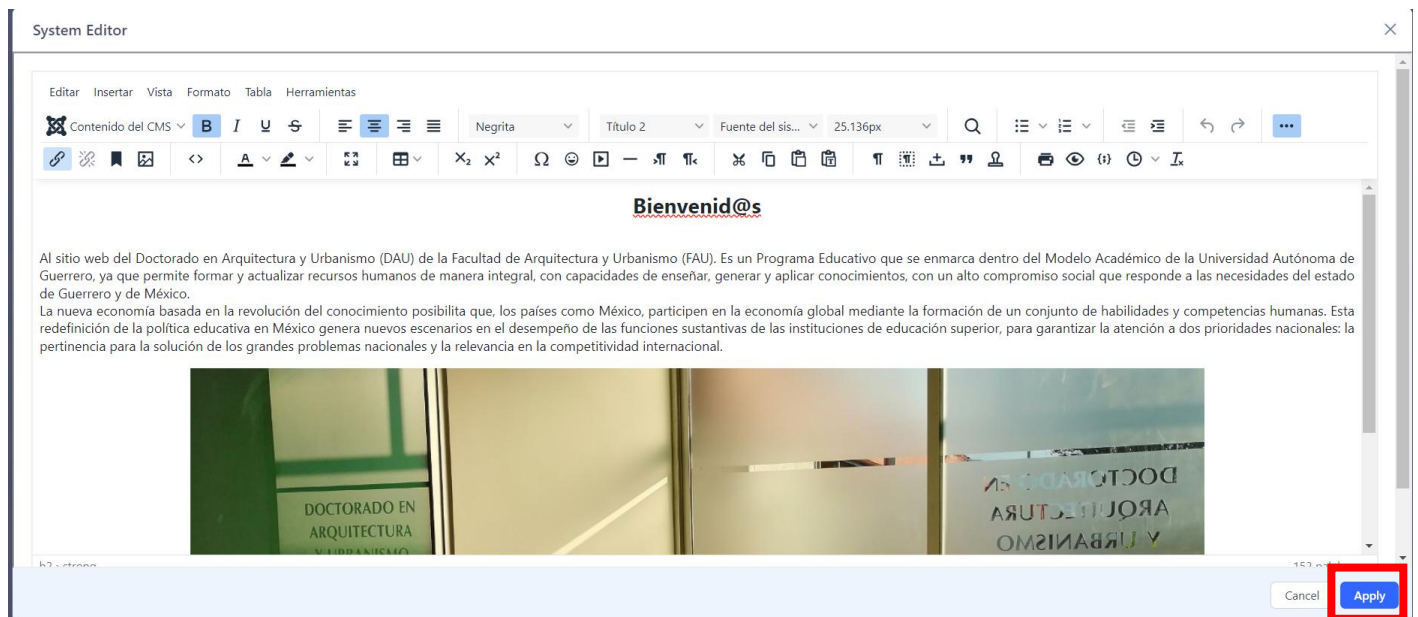 System Editor
Editar Insertar Vista Formato Tabla Herramientas
Contenido del CMS B I U S Negrita Título 2 Fuente del sis... 25.136px
Bienvenid@s
Al sitio web del Doctorado en Arquitectura y Urbanismo (DAU) de la Facultad de Arquitectura y Urbanismo (FAU). Es un Programa Educativo que se enmarca dentro del Modelo Académico de la Universidad Autónoma de
Guerrero, ya que permite formar y actualizar recursos humanos de manera integral, con capacidades de enseñar, generar y aplicar conocimientos, con un alto compromiso social que responde a las necesidades del estado
de Guerrero y de México.
La nueva economía basada en la revolución del conocimiento posibilita que, los países como México, participen en la economía global mediante la formación de un conjunto de habilidades y competencias humanas. Esta
redefinición de la política educativa en México genera nuevos escenarios en el desempeño de las funciones sustantivas de las instituciones de educación superior, para garantizar la atención a dos prioridades nacionales: la
pertinencia para la solución de los grandes problemas nacionales y la relevancia en la competitividad internacional.
DOCTORADO EN
ARQUITECTURA
Y URBANISMO
DOCTORADO EN
ARQUITECTURA
Y URBANISMO
h2 › strong
Cancel Apply